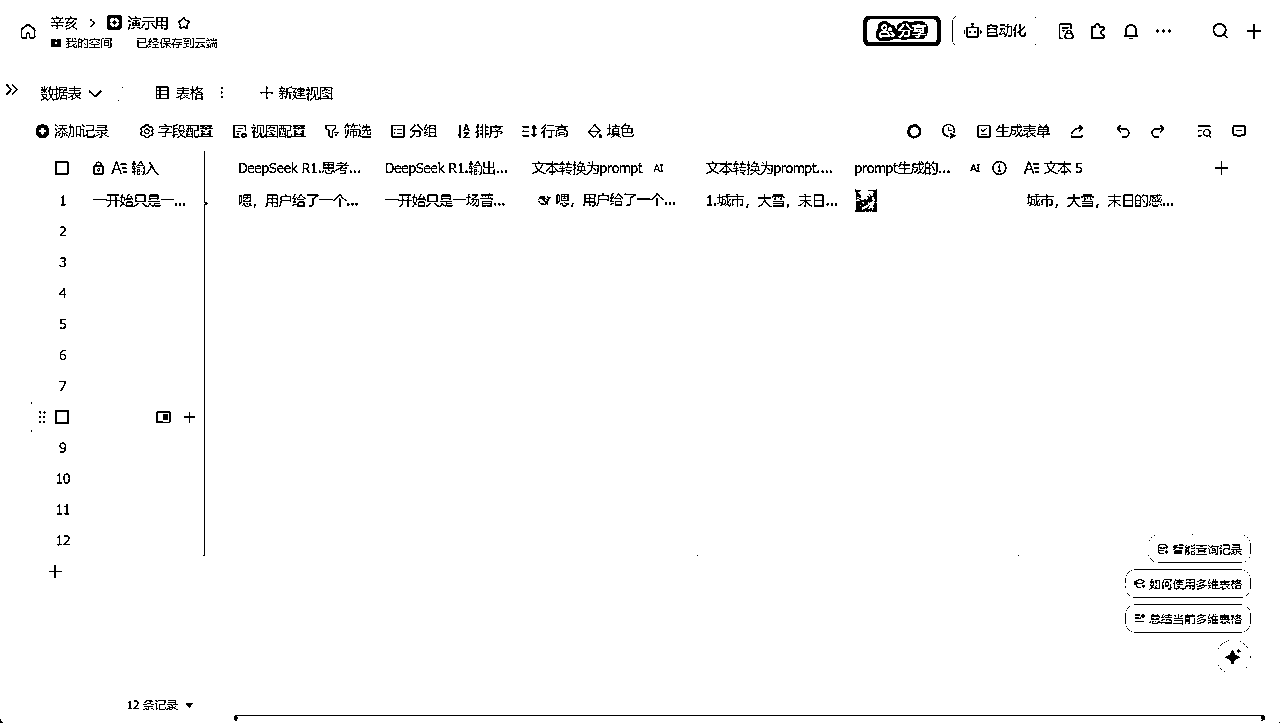 辛亥 > 演示用
我的空间 已经保存到云端
分享 自动化
数据表 表格 新建视图
添加记录 字段配置 视图配置 筛选 分组 排序 行高 填色 生成表单
输入 DeepSeek R1.思考... DeepSeek R1.输出... 文本转换为prompt AI 文本转换为prompt.... prompt生成的... AI 文本 5
1 一开始只是一... 嗯，用户给了一个... 一开始只是一场普... 嗯，用户给了一个... 1.城市，大雪，末日... 城市，大雪，末日的感...
2
3
4
5
6
7
9
10
11
12
智能查询记录
如何使用多维表格
总结当前多维表格
12 条记录